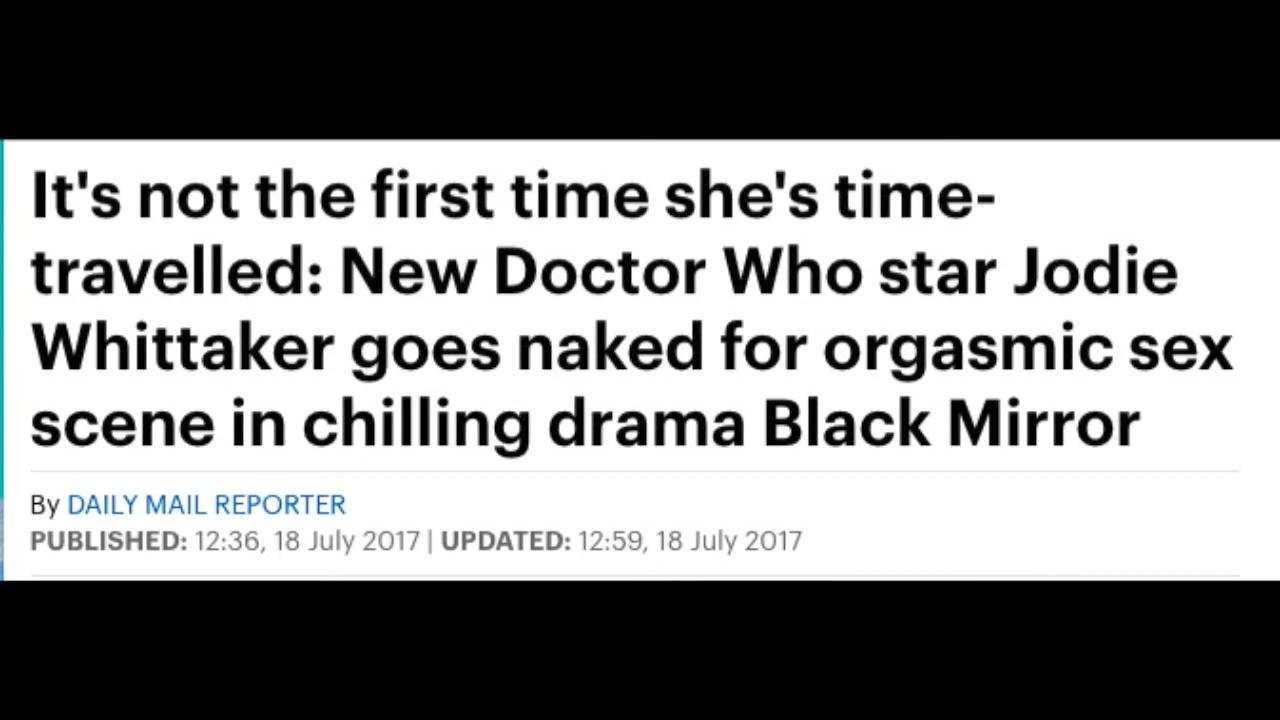 It's not the first time she's time-
travelled: New Doctor Who star Jodie
Whittaker goes naked for orgasmic sex
scene in chilling drama Black Mirror
By DAILY MAIL REPORTER
PUBLISHED: 12:36, 18 July 2017 | UPDATED: 12:59, 18 July 2017